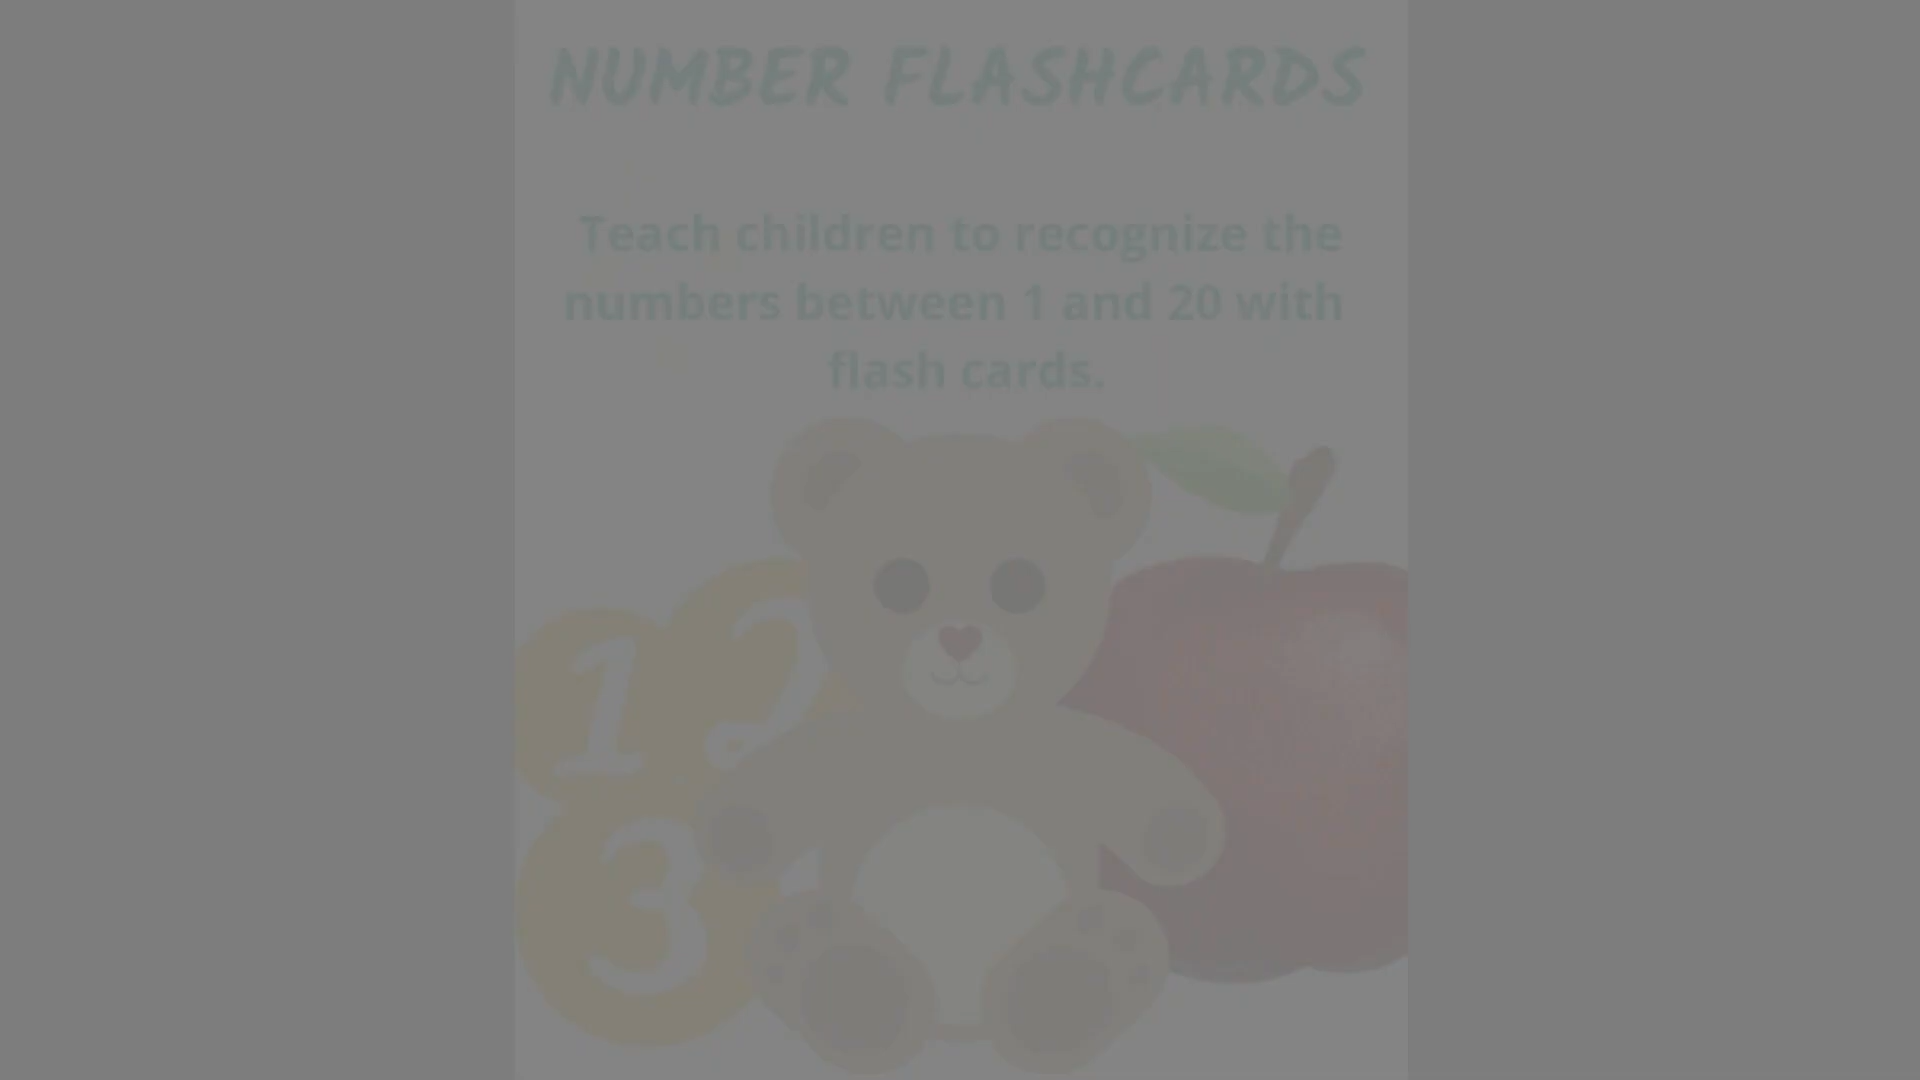 NUMBER FLASHCARDS
Teach children to recognize the
numbers between 1 and 20 with
flash cards.
1
2
3